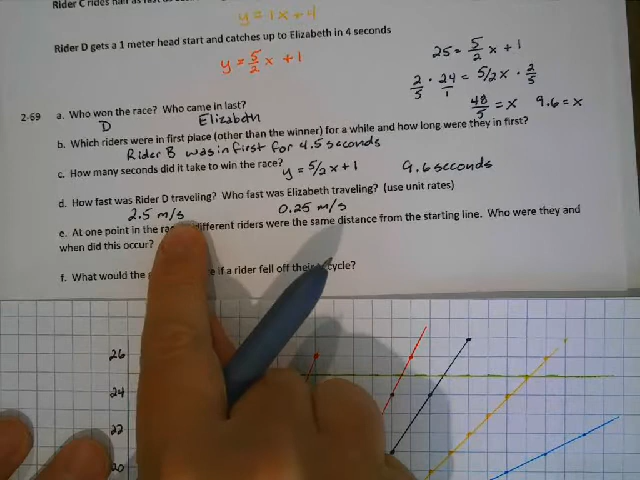 Rider C rides half as fast as
y = 1x + 4
Rider D gets a 1 meter head start and catches up to Elizabeth in 4 seconds
y = 5/2 x + 1
25 = 5/2 x + 1
2/5 · 24/1 = 5/2 x · 2/5
48/5 = x 9.6 = x
2-69 a. Who won the race? Who came in last?
D Elizabeth
b. Which riders were in first place (other than the winner) for a while and how long were they in first?
Rider B was in first for 4.5 seconds
c. How many seconds did it take to win the race? y = 5/2 x + 1 9.6 seconds
d. How fast was Rider D traveling? Who fast was Elizabeth traveling? (use unit rates)
2.5 m/s 0.25 m/s
e. At one point in the different riders were the same distance from the starting line. Who were they and
when did this occur?
f. What would the if a rider fell off their cycle?
26
24
22
20